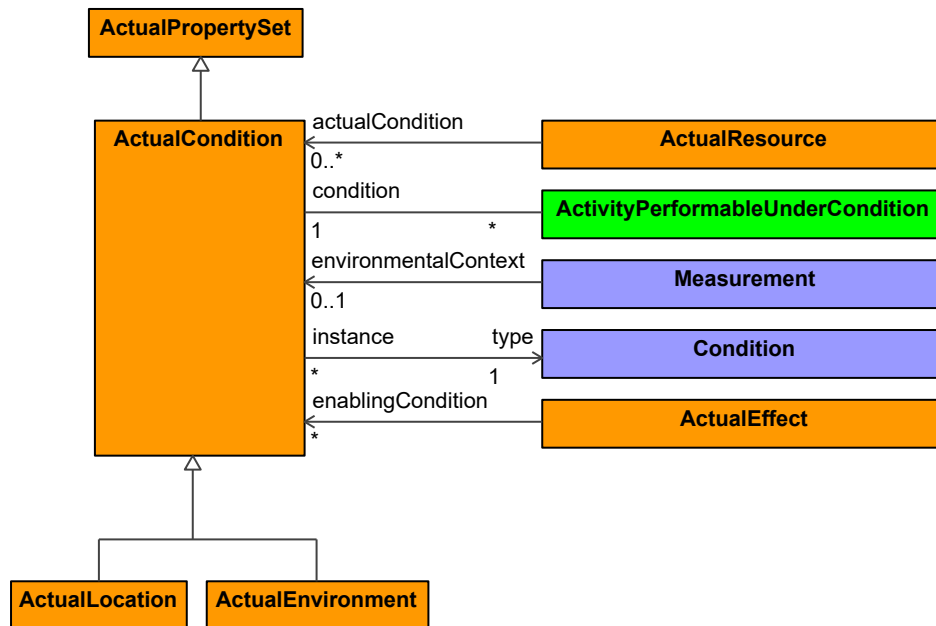 ActualPropertySet
ActualCondition
actualCondition
0..*
ActualResource
condition
1
*
ActivityPerformableUnderCondition
environmentalContext
0..1
Measurement
instance
type
*
1
Condition
enablingCondition
*
ActualEffect
ActualLocation
ActualEnvironment